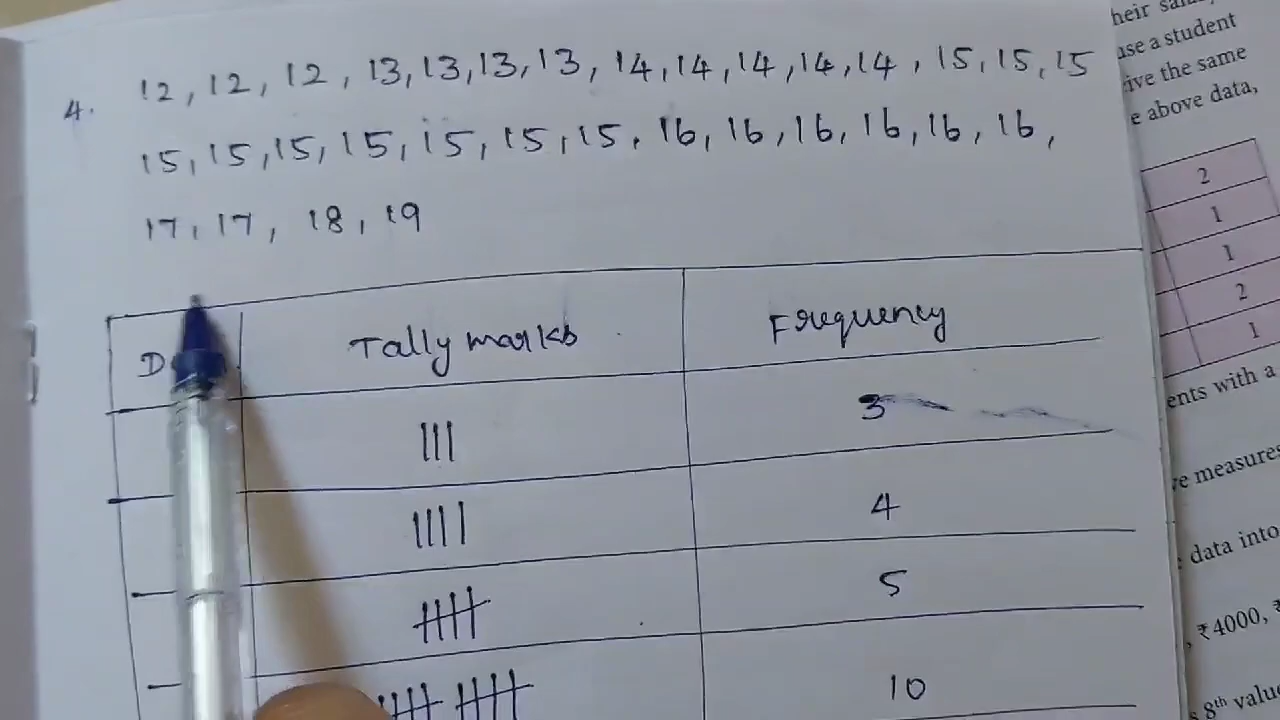 4. 12, 12, 12, 13, 13, 13, 13, 14, 14, 14, 14, 14, 15, 15, 15
15, 15, 15, 15, 15, 15, 15, 16, 16, 16, 16, 16, 16,
17, 17, 18, 19
Tally marks Frequency
||| 3
|||| 4
5
10
ase a student
ive the same
e above data,
2
1
1
2
1
ents with a
e measures
data into
, ₹4000, ₹
8th valu